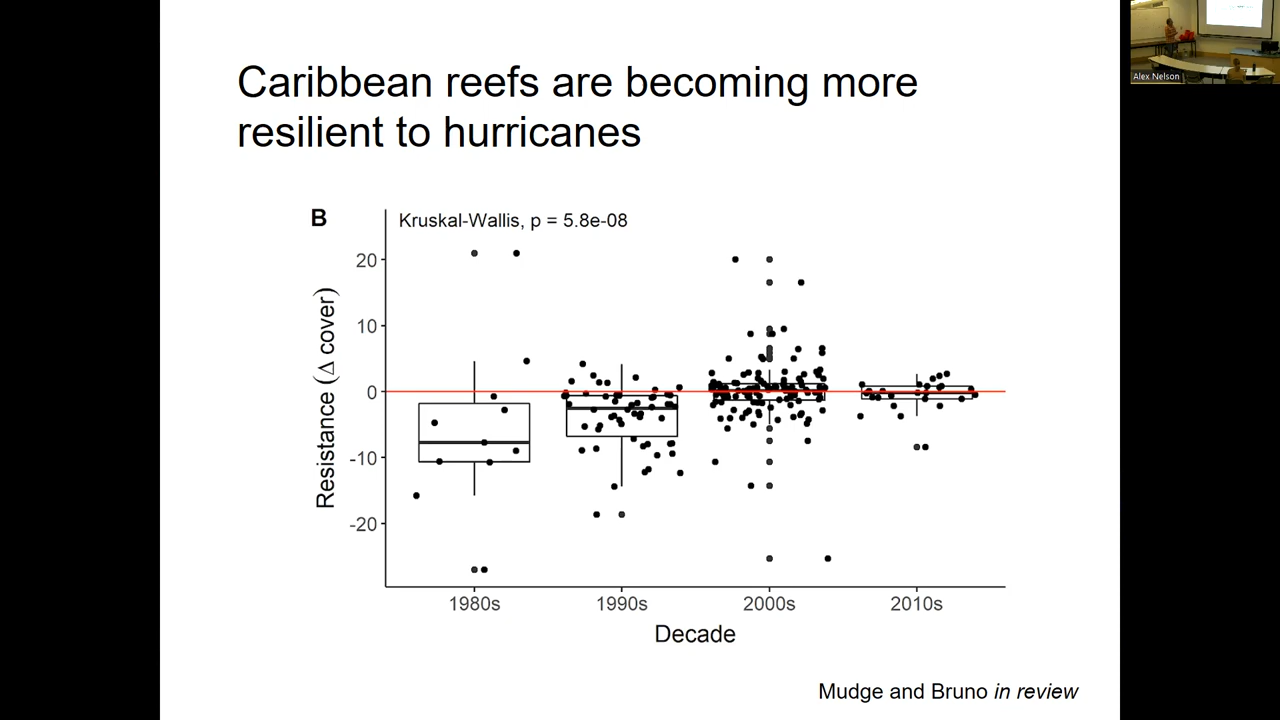 Caribbean reefs are becoming more
resilient to hurricanes
B
Kruskal-Wallis, p = 5.8e-08
Resistance (Δ cover)
20
10
0
-10
-20
1980s
1990s
2000s
2010s
Decade
Mudge and Bruno in review
Alex Nelson